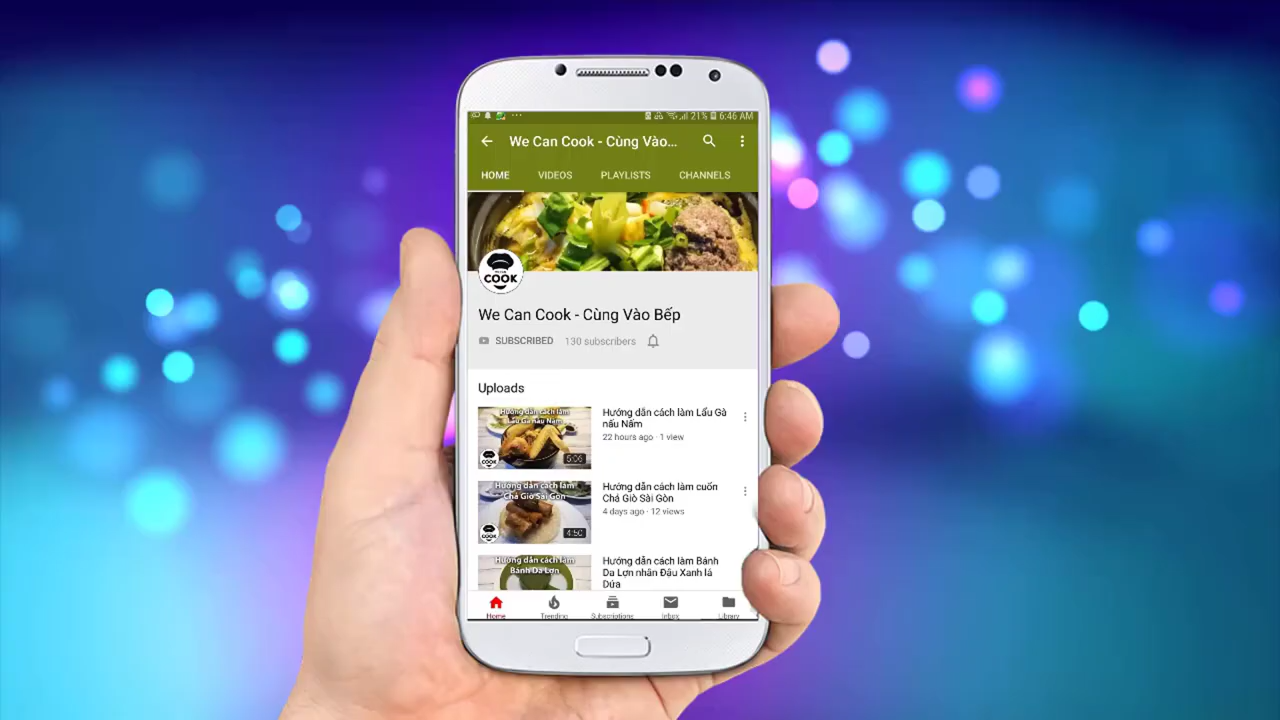 21% 6:46 AM
We Can Cook - Cùng Vào...
HOME VIDEOS PLAYLISTS CHANNELS
COOK
We Can Cook - Cùng Vào Bếp
SUBSCRIBED 130 subscribers
Uploads
Hướng dẫn cách làm
Lẩu Gà nấu Nấm
COOK
5:06
Hướng dẫn cách làm Lẩu Gà
nấu Nấm
22 hours ago · 1 view
Hướng dẫn cách làm
Chả Giò Sài Gòn
COOK
4:50
Hướng dẫn cách làm cuốn
Chả Giò Sài Gòn
4 days ago · 12 views
Hướng dẫn cách làm
Bánh Da Lợn
Hướng dẫn cách làm Bánh
Da Lợn nhân Đậu Xanh lá
Dứa
Home Trending Subscriptions Inbox Library